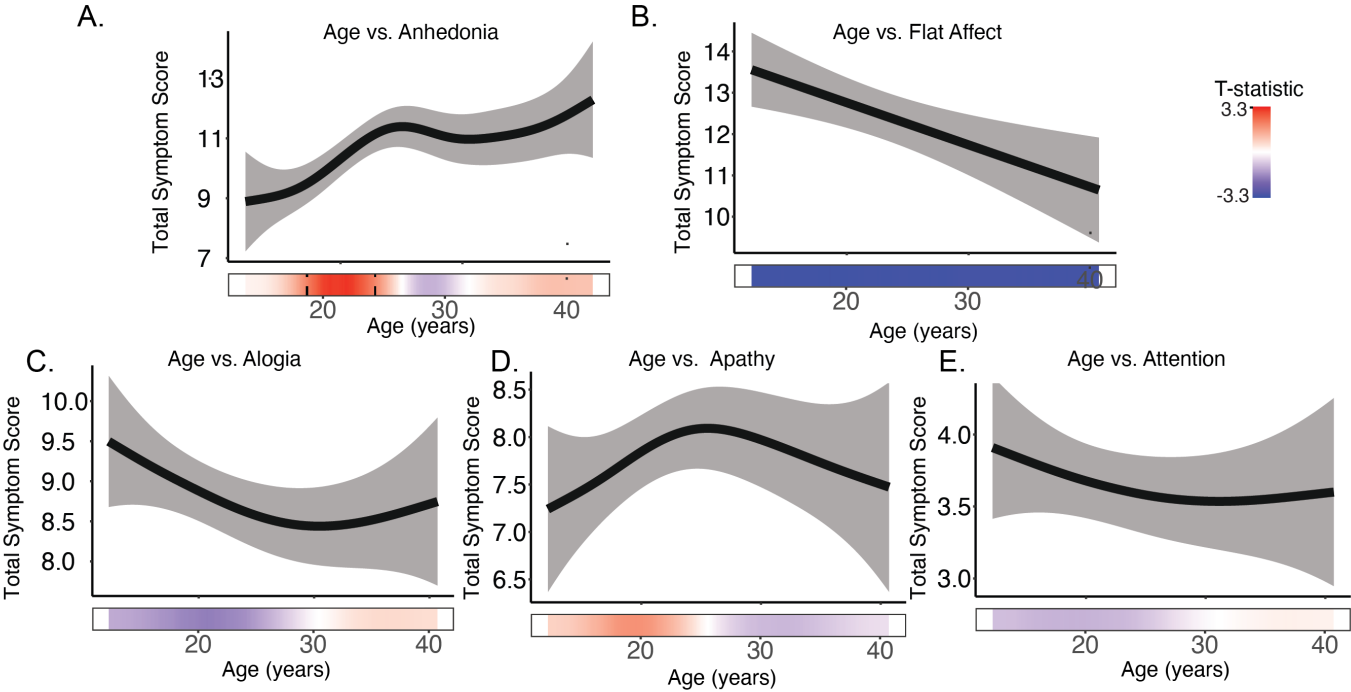 A.
Age vs. Anhedonia
Total Symptom Score
13
11
9
7
20
30
40
Age (years)
B.
Age vs. Flat Affect
Total Symptom Score
14
13
12
11
10
20
30
40
Age (years)
T-statistic
3.3
-3.3
C.
Age vs. Alogia
Total Symptom Score
10.0
9.5
9.0
8.5
8.0
20
30
40
Age (years)
D.
Age vs. Apathy
Total Symptom Score
8.5
8.0
7.5
7.0
6.5
20
30
40
Age (years)
E.
Age vs. Attention
Total Symptom Score
4.0
3.5
3.0
20
30
40
Age (years)